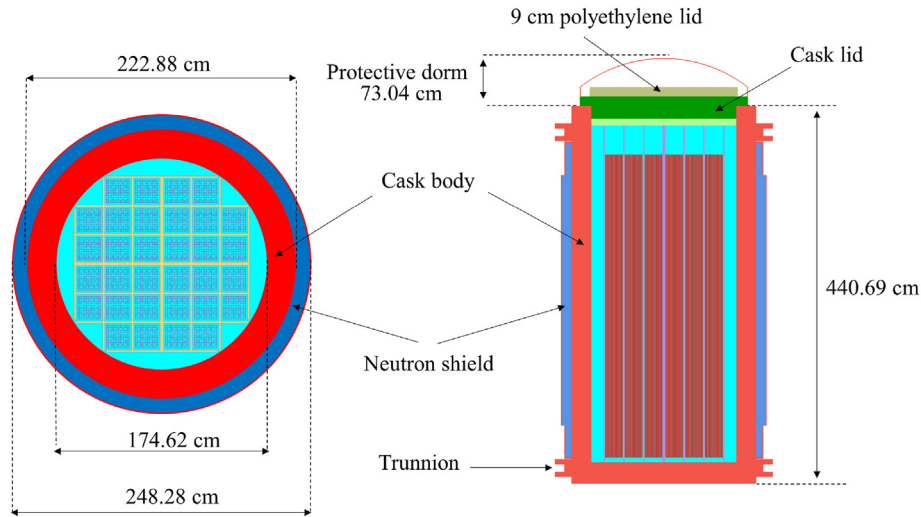 9 cm polyethylene lid
222.88 cm
Protective dorm
73.04 cm
Cask lid
Cask body
440.69 cm
Neutron shield
174.62 cm
Trunnion
248.28 cm